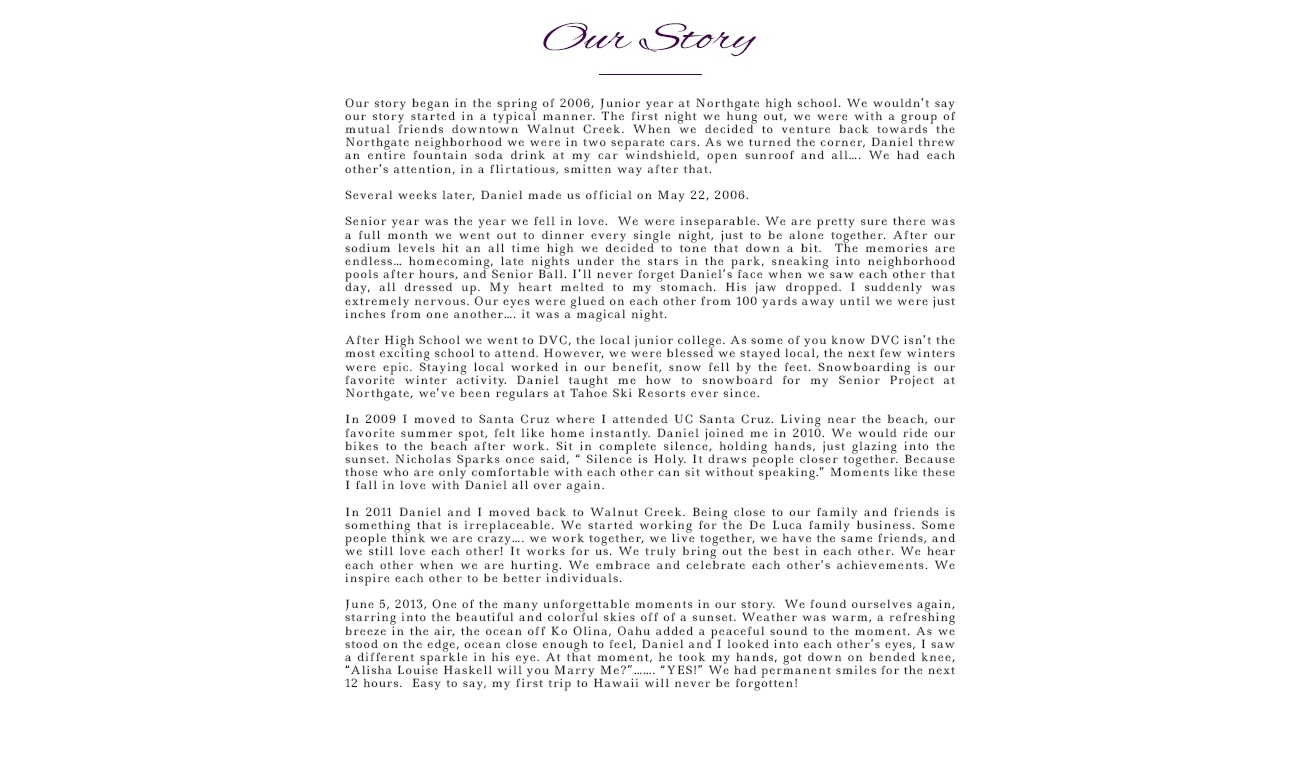 Our Story
Our story began in the spring of 2006, Junior year at Northgate high school. We wouldn't say
our story started in a typical manner. The first night we hung out, we were with a group of
mutual friends downtown Walnut Creek. When we decided to venture back towards the
Northgate neighborhood we were in two separate cars. As we turned the corner, Daniel threw
an entire fountain soda drink at my car windshield, open sunroof and all…. We had each
other's attention, in a flirtatious, smitten way after that.
Several weeks later, Daniel made us official on May 22, 2006.
Senior year was the year we fell in love.  We were inseparable. We are pretty sure there was
a full month we went out to dinner every single night, just to be alone together. After our
sodium levels hit an all time high we decided to tone that down a bit.  The memories are
endless… homecoming, late nights under the stars in the park, sneaking into neighborhood
pools after hours, and Senior Ball. I'll never forget Daniel's face when we saw each other that
day, all dressed up. My heart melted to my stomach. His jaw dropped. I suddenly was
extremely nervous. Our eyes were glued on each other from 100 yards away until we were just
inches from one another…. it was a magical night.
After High School we went to DVC, the local junior college. As some of you know DVC isn't the
most exciting school to attend. However, we were blessed we stayed local, the next few winters
were epic. Staying local worked in our benefit, snow fell by the feet. Snowboarding is our
favorite winter activity. Daniel taught me how to snowboard for my Senior Project at
Northgate, we've been regulars at Tahoe Ski Resorts ever since.
In 2009 I moved to Santa Cruz where I attended UC Santa Cruz. Living near the beach, our
favorite summer spot, felt like home instantly. Daniel joined me in 2010. We would ride our
bikes to the beach after work. Sit in complete silence, holding hands, just glazing into the
sunset. Nicholas Sparks once said, “ Silence is Holy. It draws people closer together. Because
those who are only comfortable with each other can sit without speaking.” Moments like these
I fall in love with Daniel all over again.
In 2011 Daniel and I moved back to Walnut Creek. Being close to our family and friends is
something that is irreplaceable. We started working for the De Luca family business. Some
people think we are crazy…. we work together, we live together, we have the same friends, and
we still love each other! It works for us. We truly bring out the best in each other. We hear
each other when we are hurting. We embrace and celebrate each other's achievements. We
inspire each other to be better individuals.
June 5, 2013, One of the many unforgettable moments in our story.  We found ourselves again,
starring into the beautiful and colorful skies off of a sunset. Weather was warm, a refreshing
breeze in the air, the ocean off Ko Olina, Oahu added a peaceful sound to the moment. As we
stood on the edge, ocean close enough to feel, Daniel and I looked into each other's eyes, I saw
a different sparkle in his eye. At that moment, he took my hands, got down on bended knee,
“Alisha Louise Haskell will you Marry Me?”……. “YES!” We had permanent smiles for the next
12 hours.  Easy to say, my first trip to Hawaii will never be forgotten!